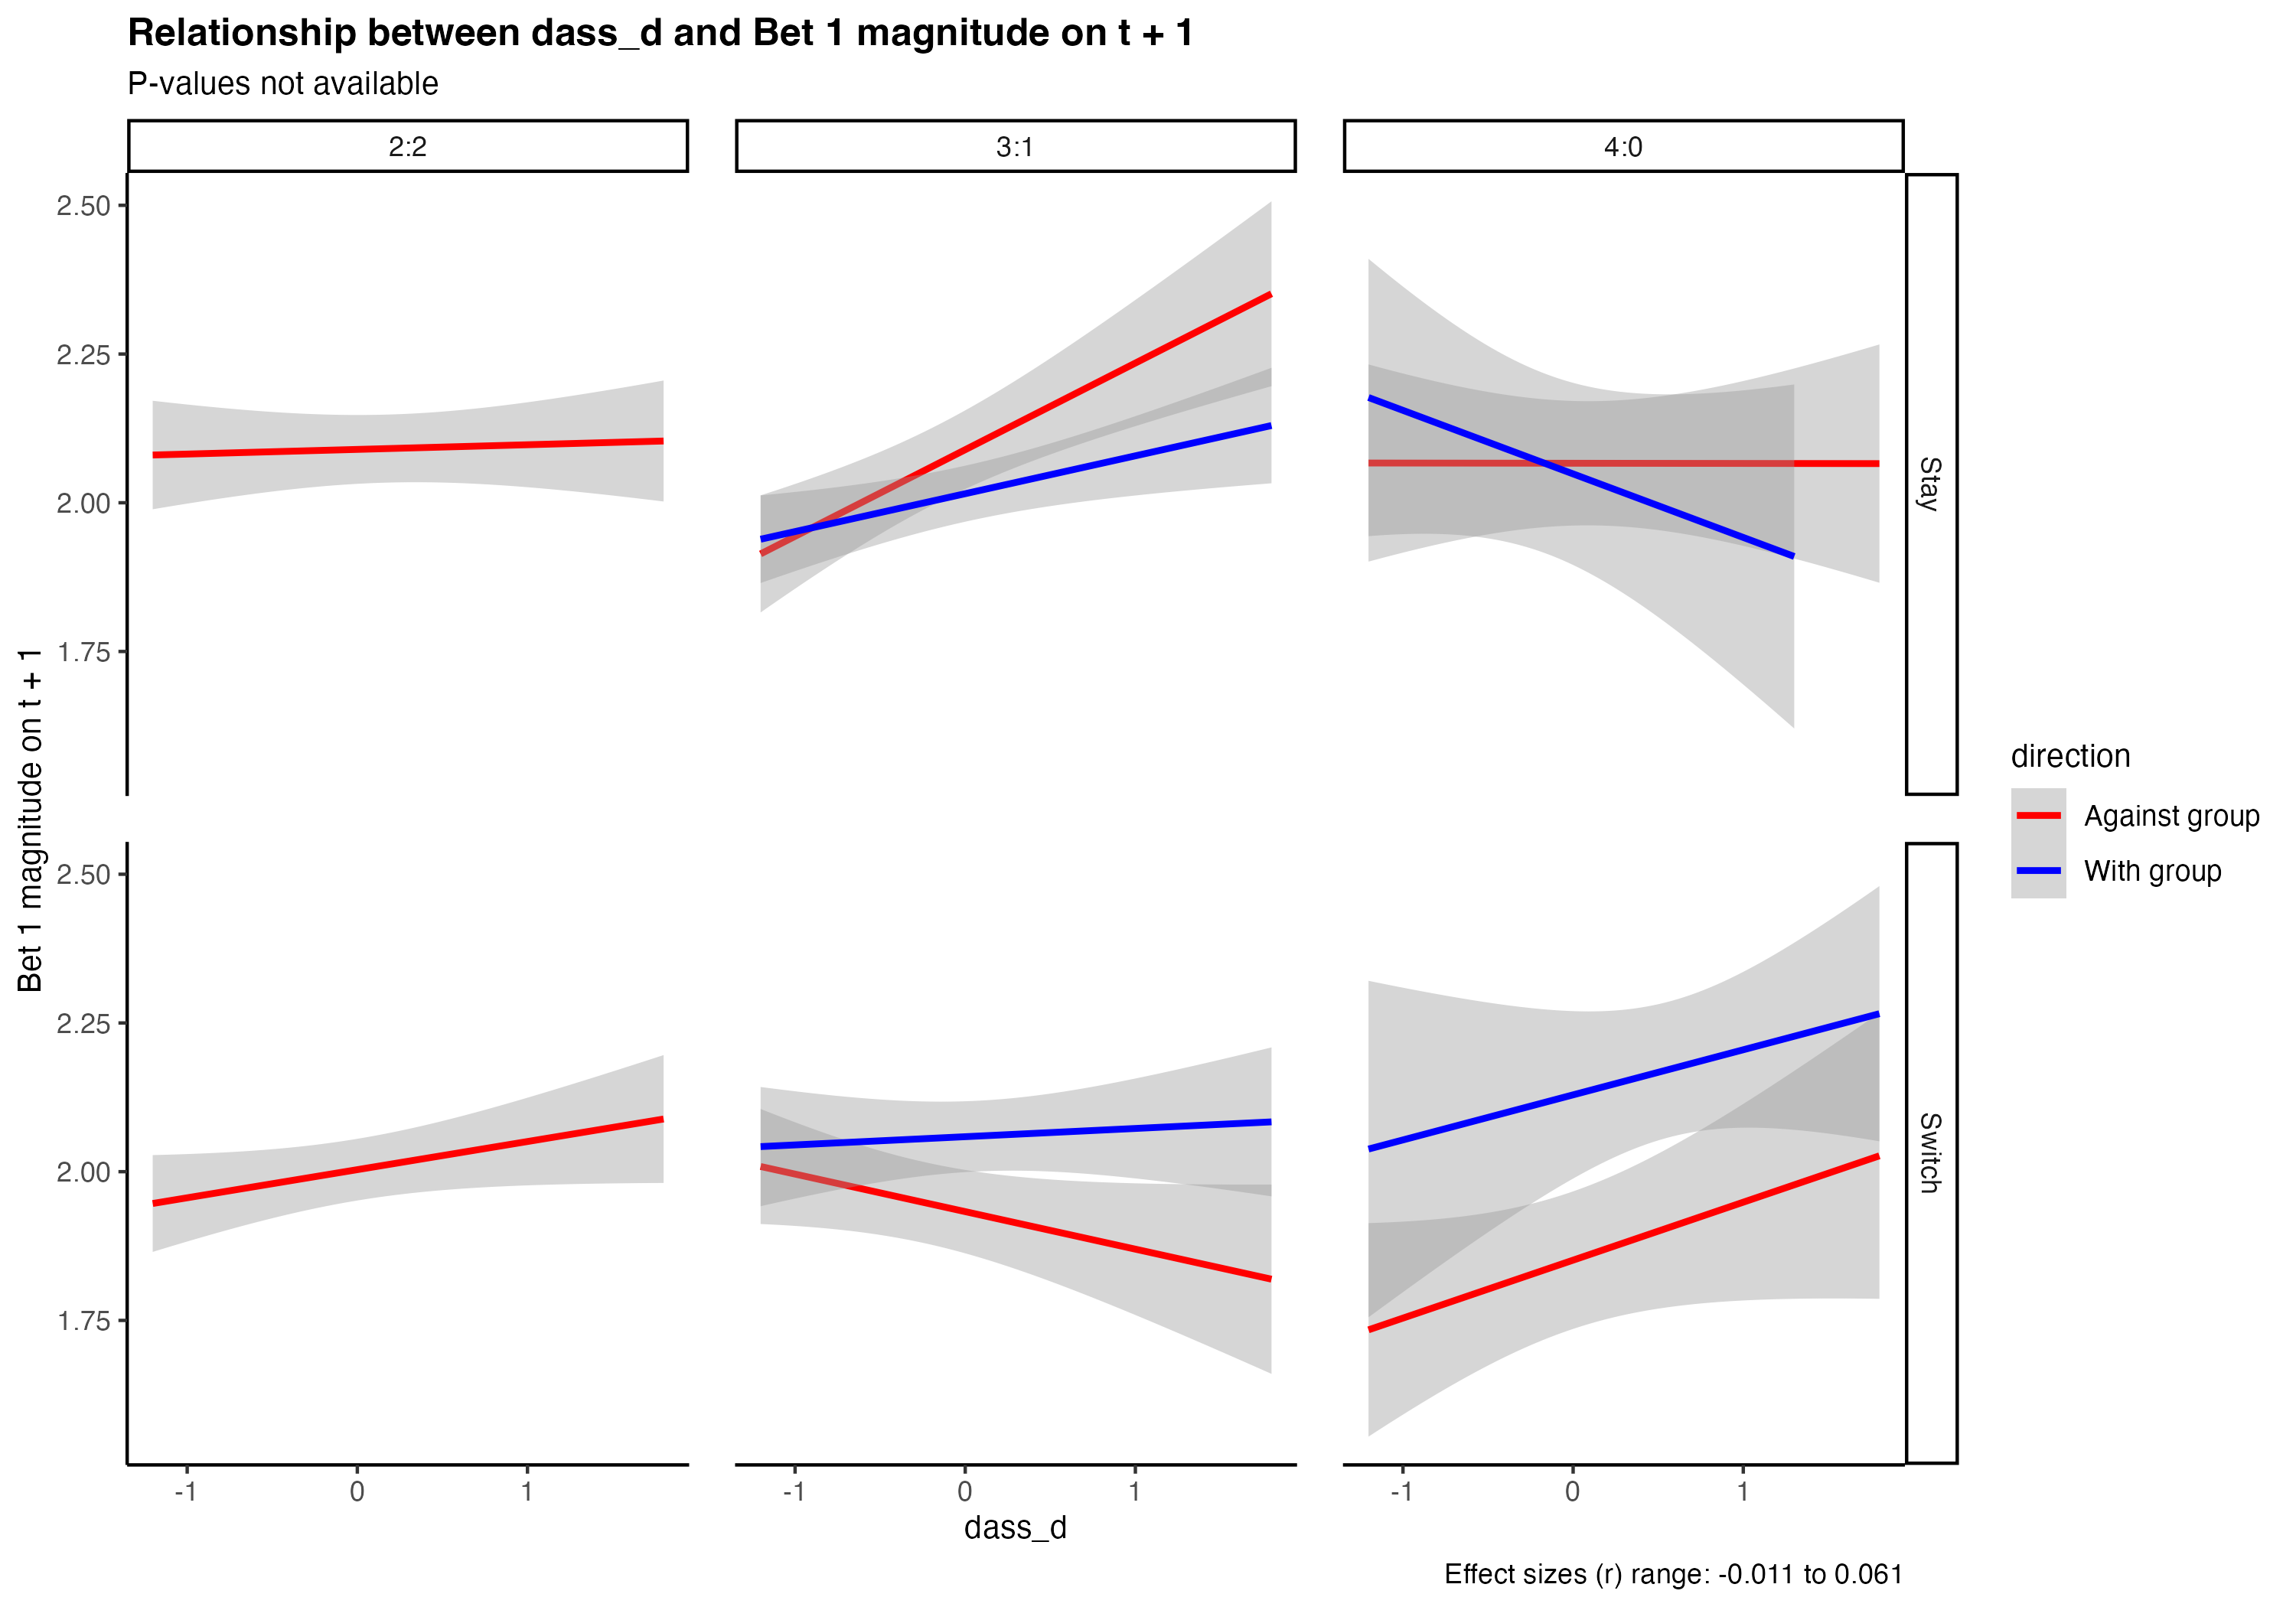 Relationship between dass_d and Bet 1 magnitude on t + 1
P-values not available
2:2
3:1
4:0
2.50
2.25
2.00
1.75
Stay
2.50
2.25
2.00
1.75
Switch
Bet 1 magnitude on t + 1
-1 0 1
-1 0 1
-1 0 1
dass_d
direction
Against group
With group
Effect sizes (r) range: -0.011 to 0.061